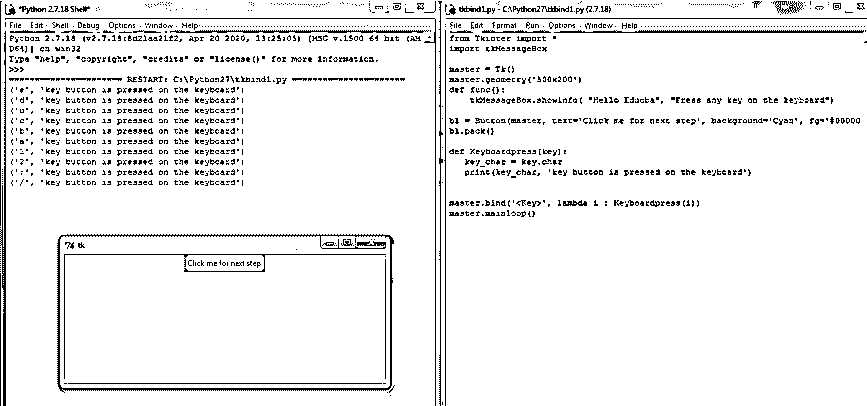 *Python 2.7.18 Shell*
File Edit Shell Debug Options Window Help
Python 2.7.18 (v2.7.18:8d21aa21f2, Apr 20 2020, 13:25:05) [MSC v.1500 64 bit (AM
D64)] on win32
Type "help", "copyright", "credits" or "license()" for more information.
>>>
RESTART: C:\Python27\tkbind1.py
('e', 'key button is pressed on the keyboard')
('d', 'key button is pressed on the keyboard')
('u', 'key button is pressed on the keyboard')
('c', 'key button is pressed on the keyboard')
('b', 'key button is pressed on the keyboard')
('a', 'key button is pressed on the keyboard')
('1', 'key button is pressed on the keyboard')
('2', 'key button is pressed on the keyboard')
(';', 'key button is pressed on the keyboard')
('/', 'key button is pressed on the keyboard')
tk
Click me for next step
tkbind1.py - C:\Python27\tkbind1.py (2.7.18)
File Edit Format Run Options Window Help
from Tkinter import *
import tkMessageBox
master = Tk()
master.geometry("500x200")
def func():
tkMessageBox.showinfo( "Hello Educba", "Press any key on the keyboard")
b1 = Button(master, text='Click me for next step', background='Cyan', fg='#00000
b1.pack()
def Keyboardpress(key):
key_char = key.char
print(key_char, 'key button is pressed on the keyboard')
master.bind('<Key>', lambda i : Keyboardpress(i))
master.mainloop()